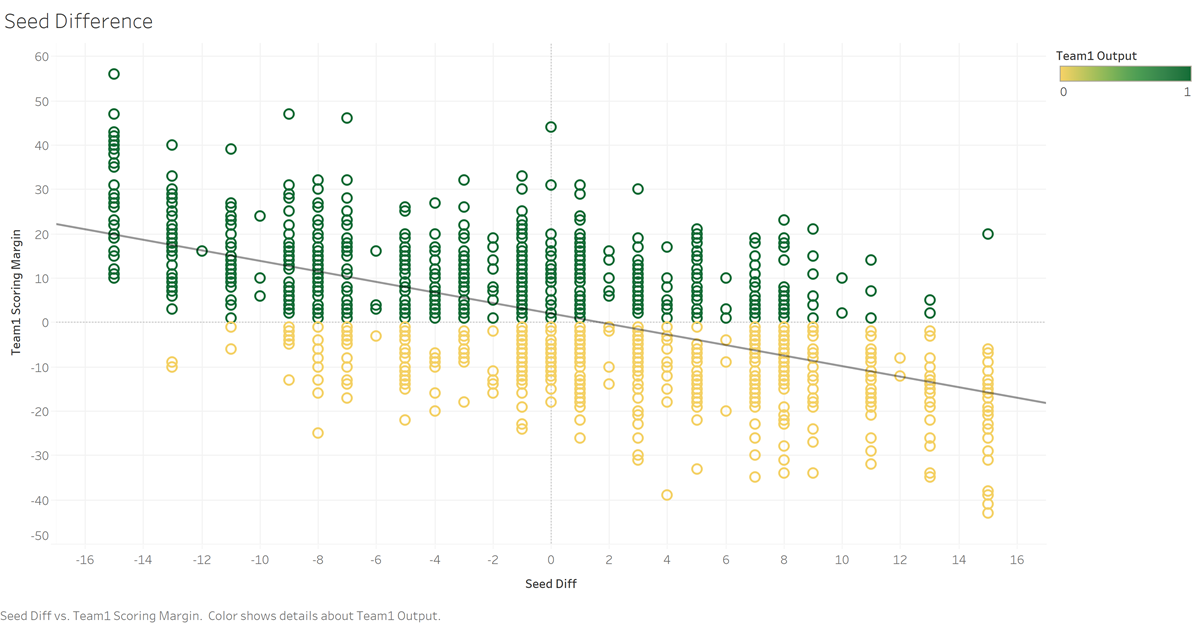 Seed Difference
Team1 Output
0 1
60
50
40
30
20
10
0
-10
-20
-30
-40
-50
Team1 Scoring Margin
-16 -14 -12 -10 -8 -6 -4 -2 0 2 4 6 8 10 12 14 16
Seed Diff
Seed Diff vs. Team1 Scoring Margin. Color shows details about Team1 Output.